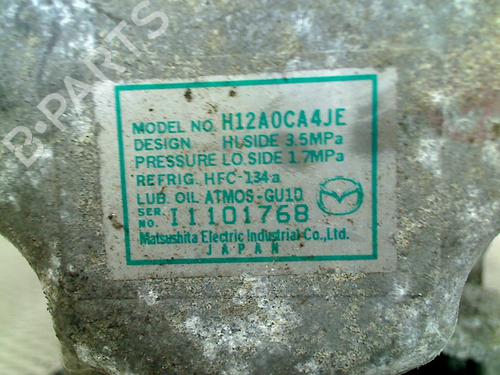 B-PARTS
MODEL NO. H12A0CA4JE
DESIGN HI.SIDE 3.5MPa
PRESSURE LO.SIDE 1.7MPa
REFRIG. HFC-134a
LUB. OIL ATMOS-GU10
SER. NO. I1101768
Matsushita Electric Industrial Co., Ltd.
JAPAN